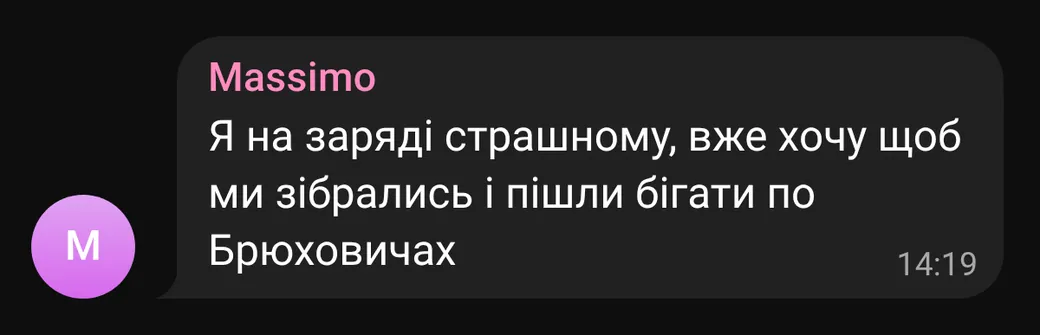 Massimo
Я на заряді страшному, вже хочу щоб
ми зібрались і пішли бігати по
Брюховичах
14:19
M